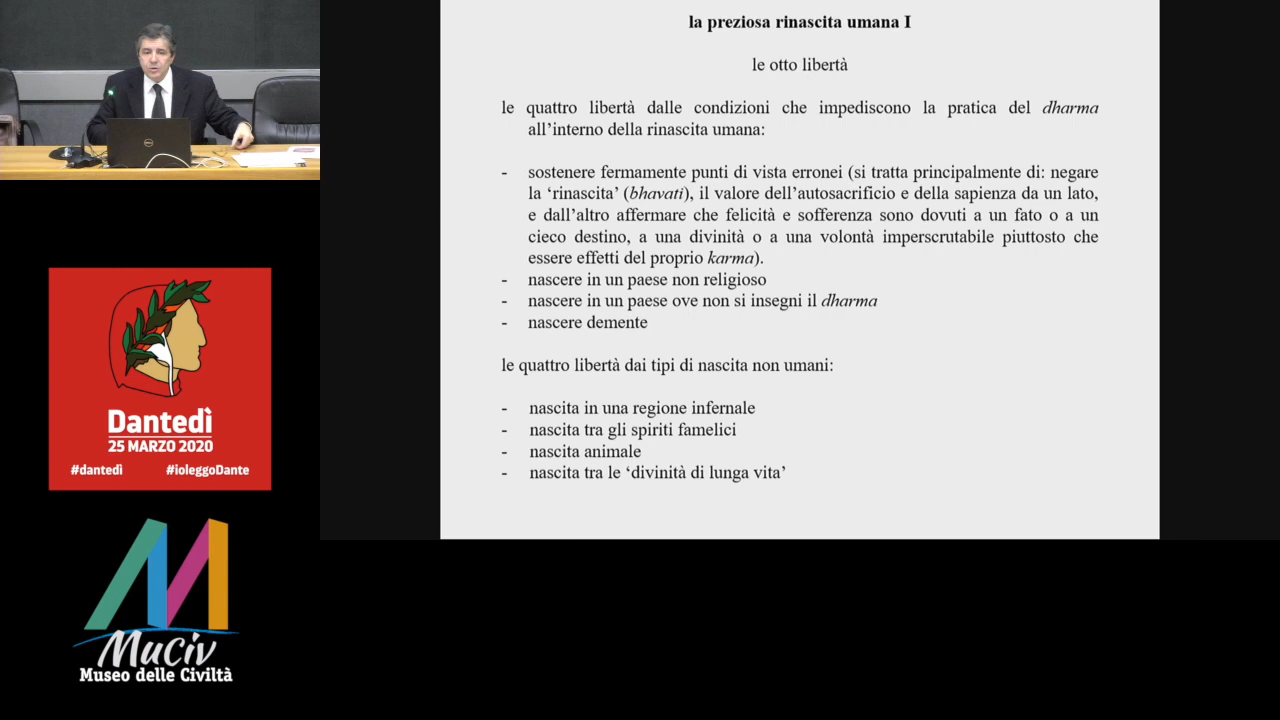 la preziosa rinascita umana I
le otto libertà
le quattro libertà dalle condizioni che impediscono la pratica del dharma
all’interno della rinascita umana:
- sostenere fermamente punti di vista erronei (si tratta principalmente di: negare
la ‘rinascita’ (bhavati), il valore dell’autosacrificio e della sapienza da un lato,
e dall’altro affermare che felicità e sofferenza sono dovuti a un fato o a un
cieco destino, a una divinità o a una volontà imperscrutabile piuttosto che
essere effetti del proprio karma).
- nascere in un paese non religioso
- nascere in un paese ove non si insegni il dharma
- nascere demente
le quattro libertà dai tipi di nascita non umani:
- nascita in una regione infernale
- nascita tra gli spiriti famelici
- nascita animale
- nascita tra le ‘divinità di lunga vita’
Dantedì
25 MARZO 2020
#dantedì #ioleggoDante
MuCiv
Museo delle Civiltà